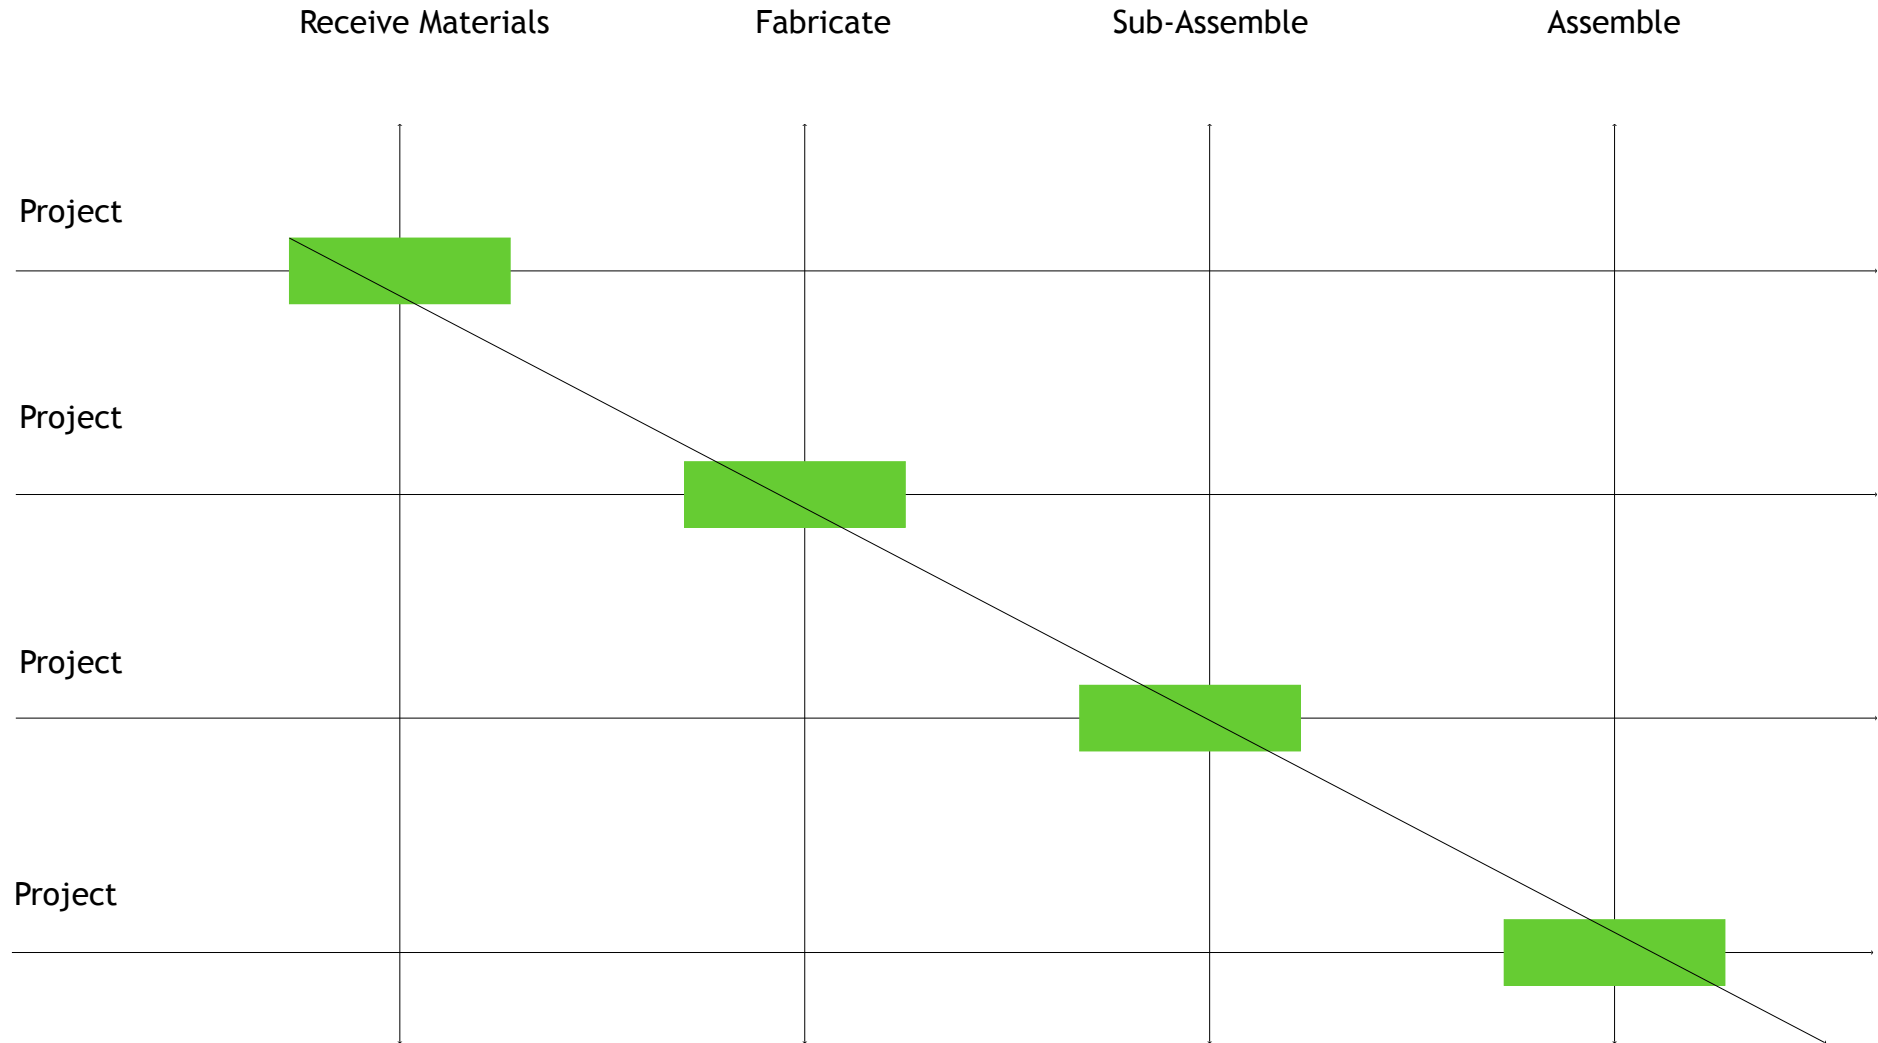 Receive Materials
Fabricate
Sub-Assemble
Assemble
Project
Project
Project
Project